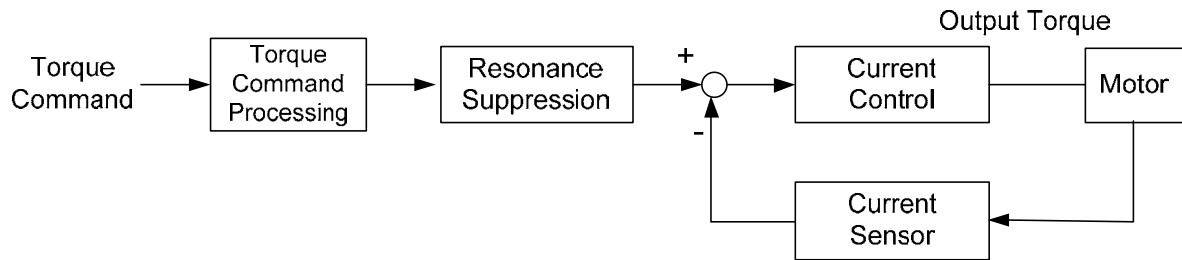 Output Torque
Torque
Command
Torque
Command
Processing
Resonance
Suppression
+
-
Current
Control
Motor
Current
Sensor